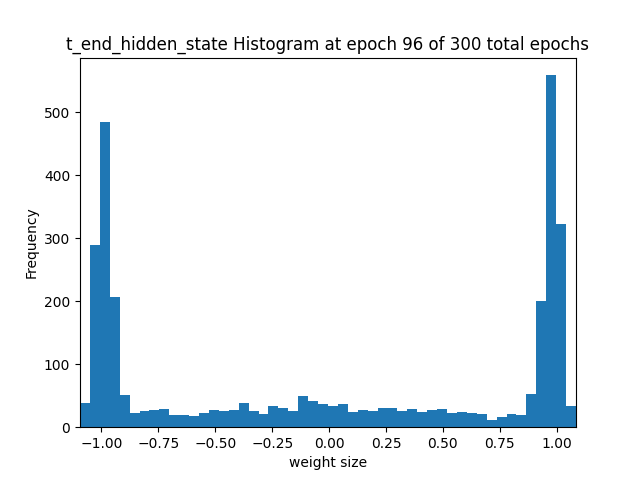 t_end_hidden_state Histogram at epoch 96 of 300 total epochs
500
400
300
200
100
0
Frequency
−1.00 −0.75 −0.50 −0.25 0.00 0.25 0.50 0.75 1.00
weight size